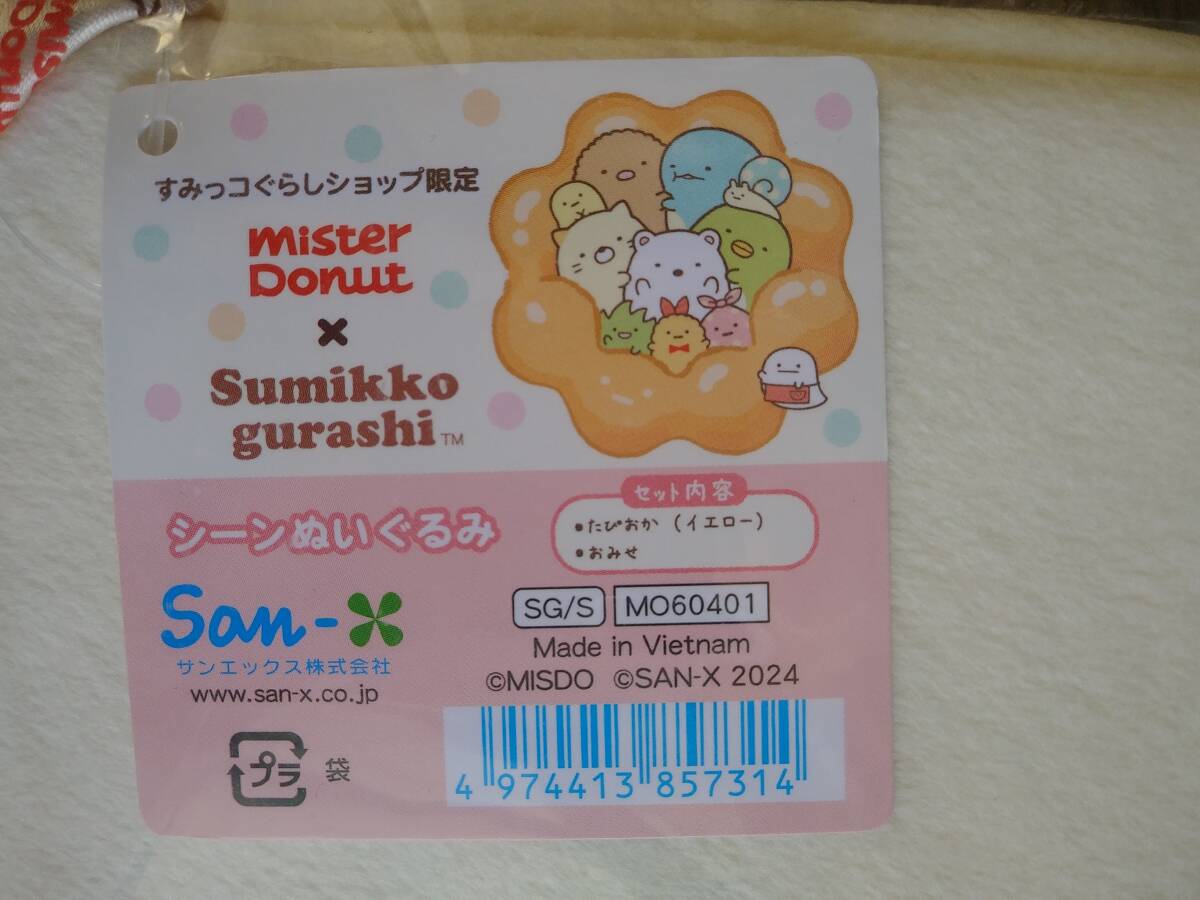 Mis
Don
すみっコぐらしショップ限定
mister
Donut
×
Sumikko
gurashi™
シーンぬいぐるみ
セット内容
•たぴおか（イエロー）
•おみせ
San-X
サンエックス株式会社
www.san-x.co.jp
SG/S MO60401
Made in Vietnam
©MISDO ©SAN-X 2024
プラ 袋
4 974413 857314